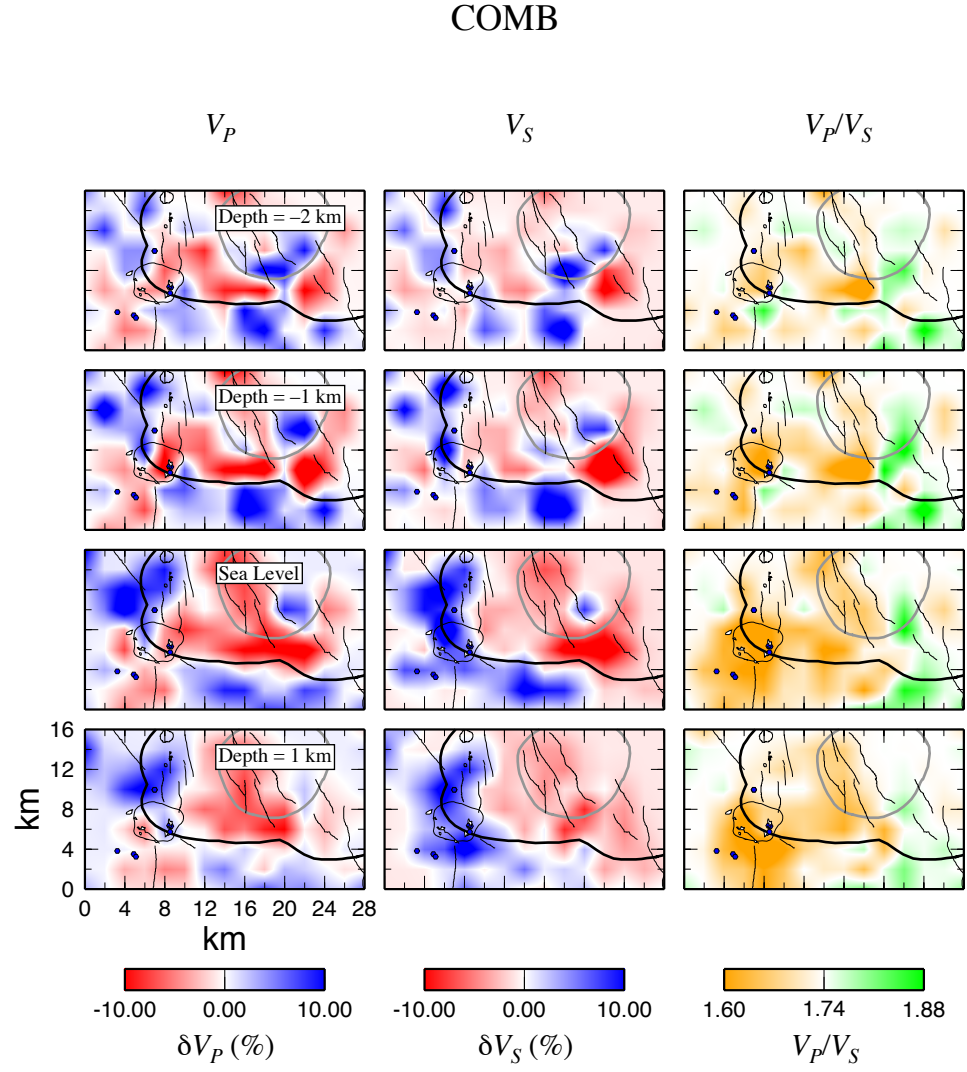 COMB
V_P V_S V_P/V_S
Depth = −2 km
Depth = −1 km
Sea Level
Depth = 1 km
16
12
8
4
0
km
0 4 8 12 16 20 24 28
km
-10.00 0.00 10.00 -10.00 0.00 10.00 1.60 1.74 1.88
δV_P (%) δV_S (%) V_P/V_S